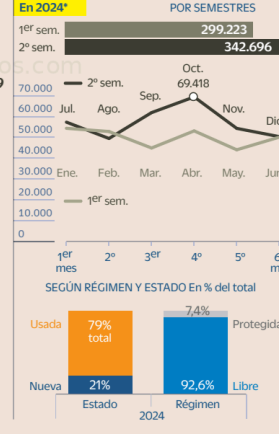 En 2024*
POR SEMESTRES
1er sem. 299.223
2º sem. 342.696
70.000
60.000
50.000
40.000
30.000
20.000
10.000
0
2º sem.
Oct.
69.418
Jul. Ago. Sep. Nov.
Ene. Feb. Mar. Abr. May.
1er sem.
1er mes 2º 3er 4º 5º
SEGÚN RÉGIMEN Y ESTADO En % del total
7,4%
Usada 79% total
Nueva 21% 92,6% Libre
Estado Régimen
2024